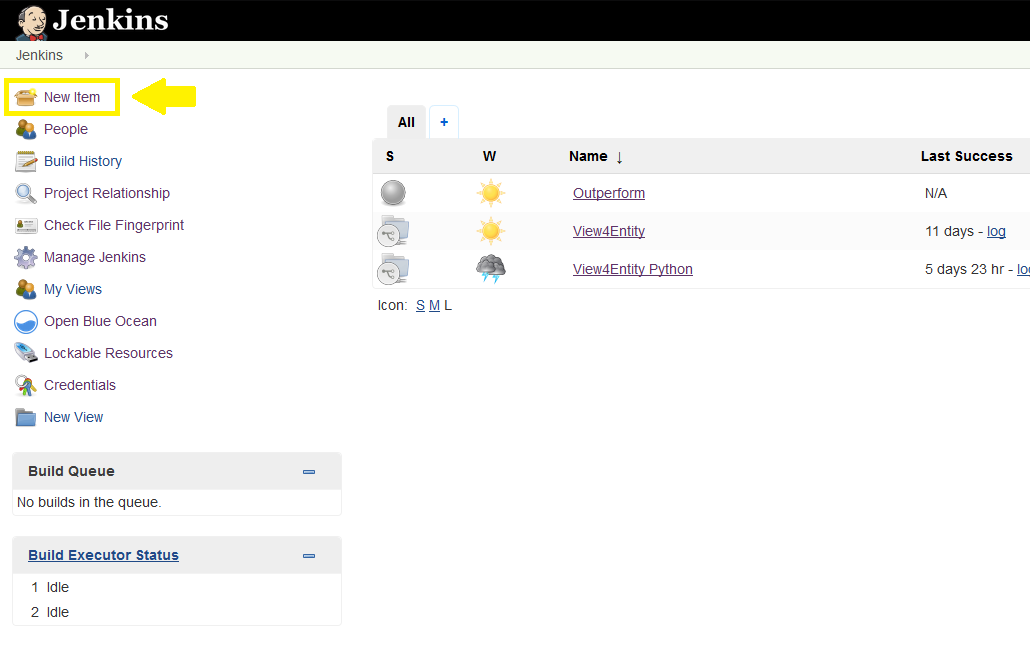 Jenkins
Jenkins
New Item
People
Build History
Project Relationship
Check File Fingerprint
Manage Jenkins
My Views
Open Blue Ocean
Lockable Resources
Credentials
New View
Build Queue
No builds in the queue.
Build Executor Status
1 Idle
2 Idle
All +
S W Name ↓ Last Success
Outperform N/A
View4Entity 11 days - log
View4Entity Python 5 days 23 hr - lo
Icon: S M L